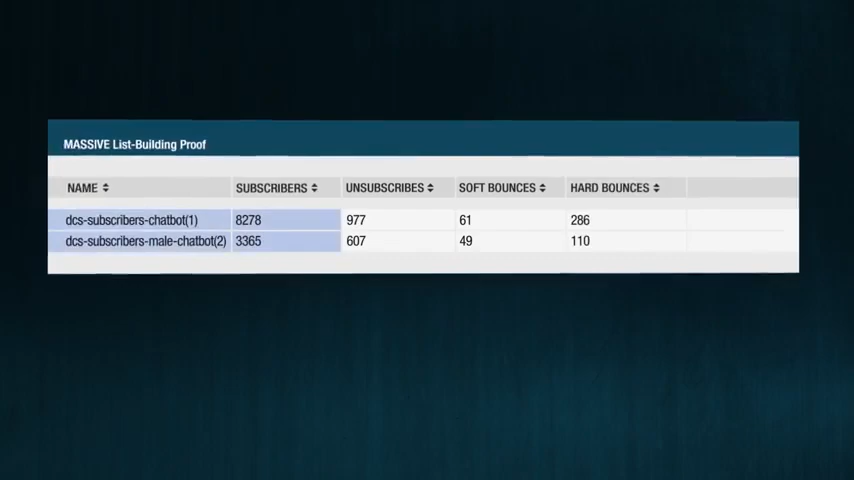 MASSIVE List-Building Proof
NAME SUBSCRIBERS UNSUBSCRIBES SOFT BOUNCES HARD BOUNCES
dcs-subscribers-chatbot(1) 8278 977 61 286
dcs-subscribers-male-chatbot(2) 3365 607 49 110